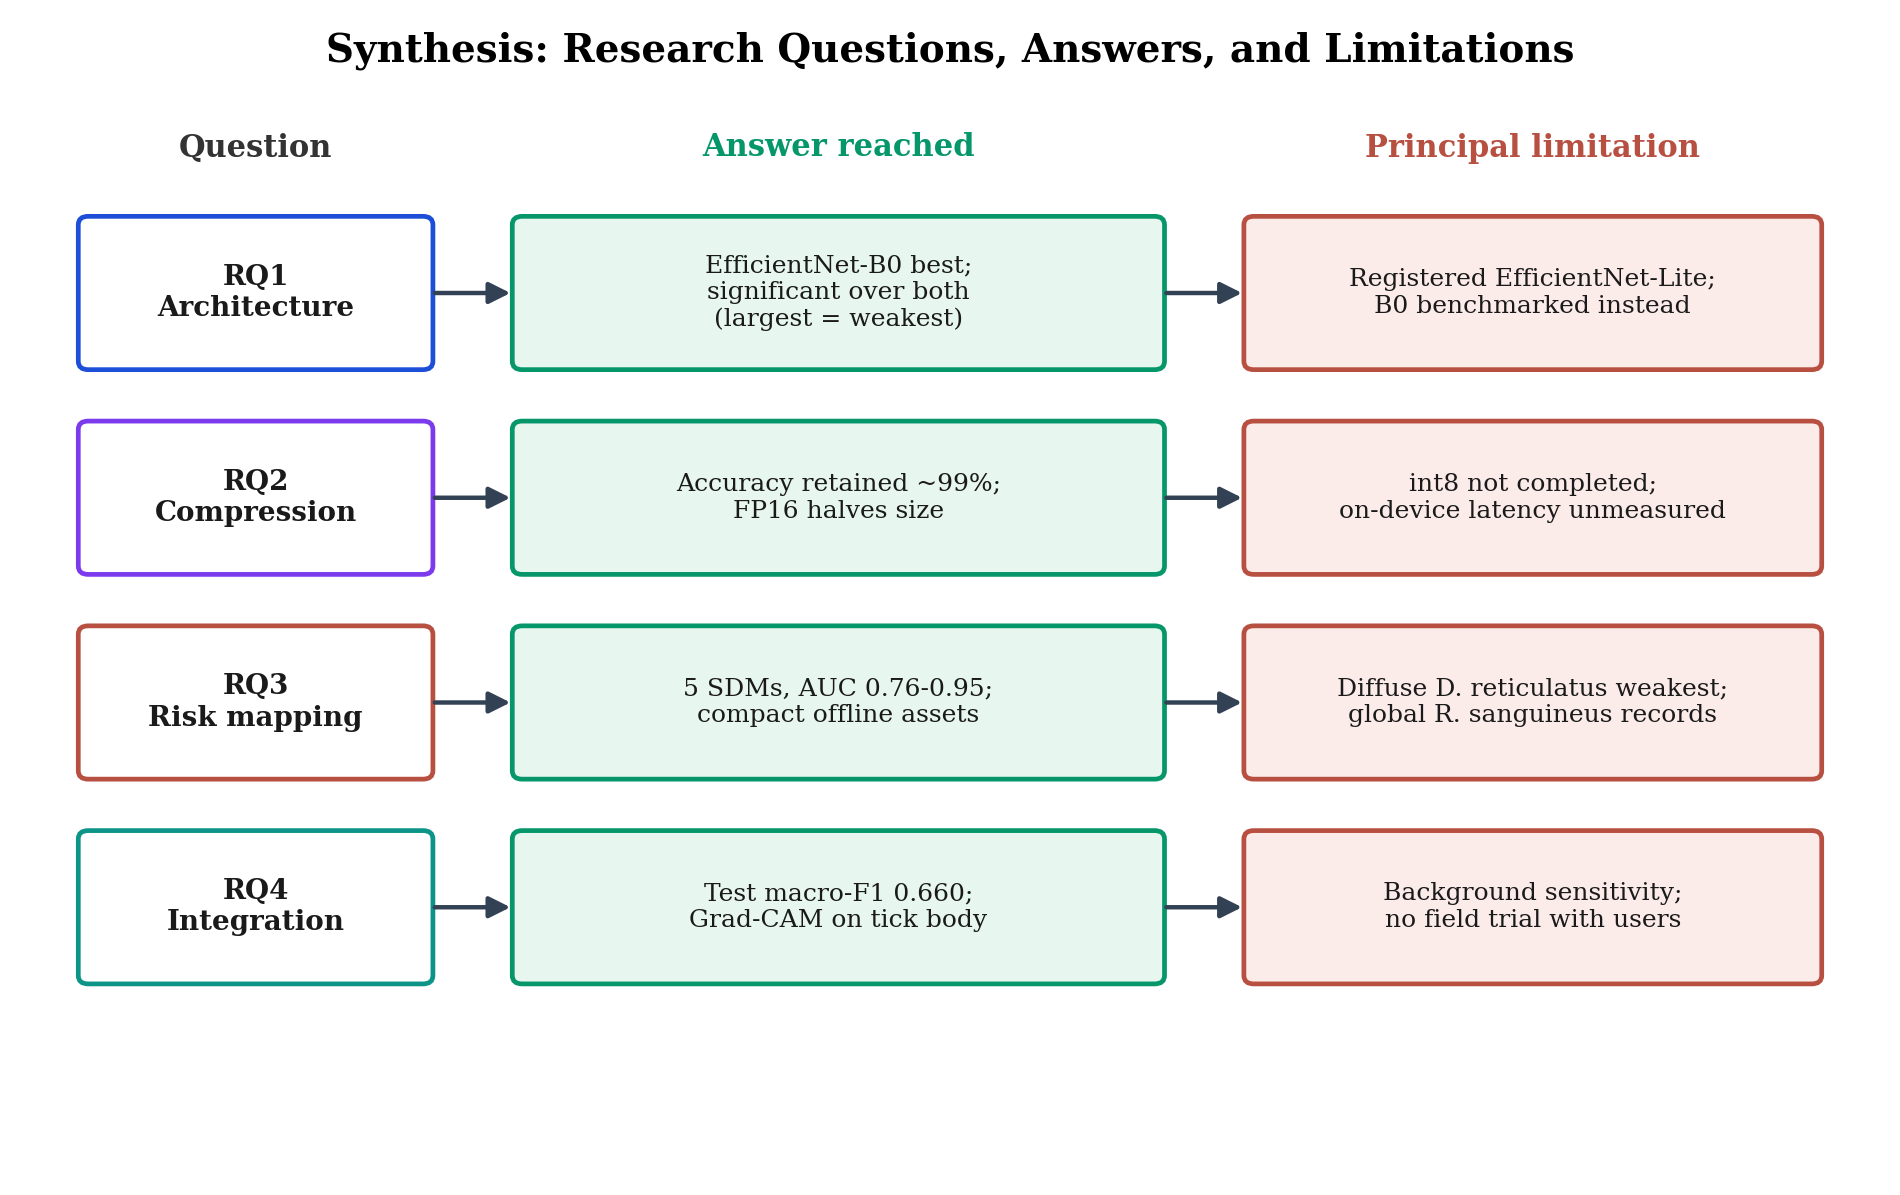 Synthesis: Research Questions, Answers, and Limitations
Question
Answer reached
Principal limitation
RQ1
Architecture
EfficientNet-B0 best;
significant over both
(largest = weakest)
Registered EfficientNet-Lite;
B0 benchmarked instead
RQ2
Compression
Accuracy retained ~99%;
FP16 halves size
int8 not completed;
on-device latency unmeasured
RQ3
Risk mapping
5 SDMs, AUC 0.76-0.95;
compact offline assets
Diffuse D. reticulatus weakest;
global R. sanguineus records
RQ4
Integration
Test macro-F1 0.660;
Grad-CAM on tick body
Background sensitivity;
no field trial with users